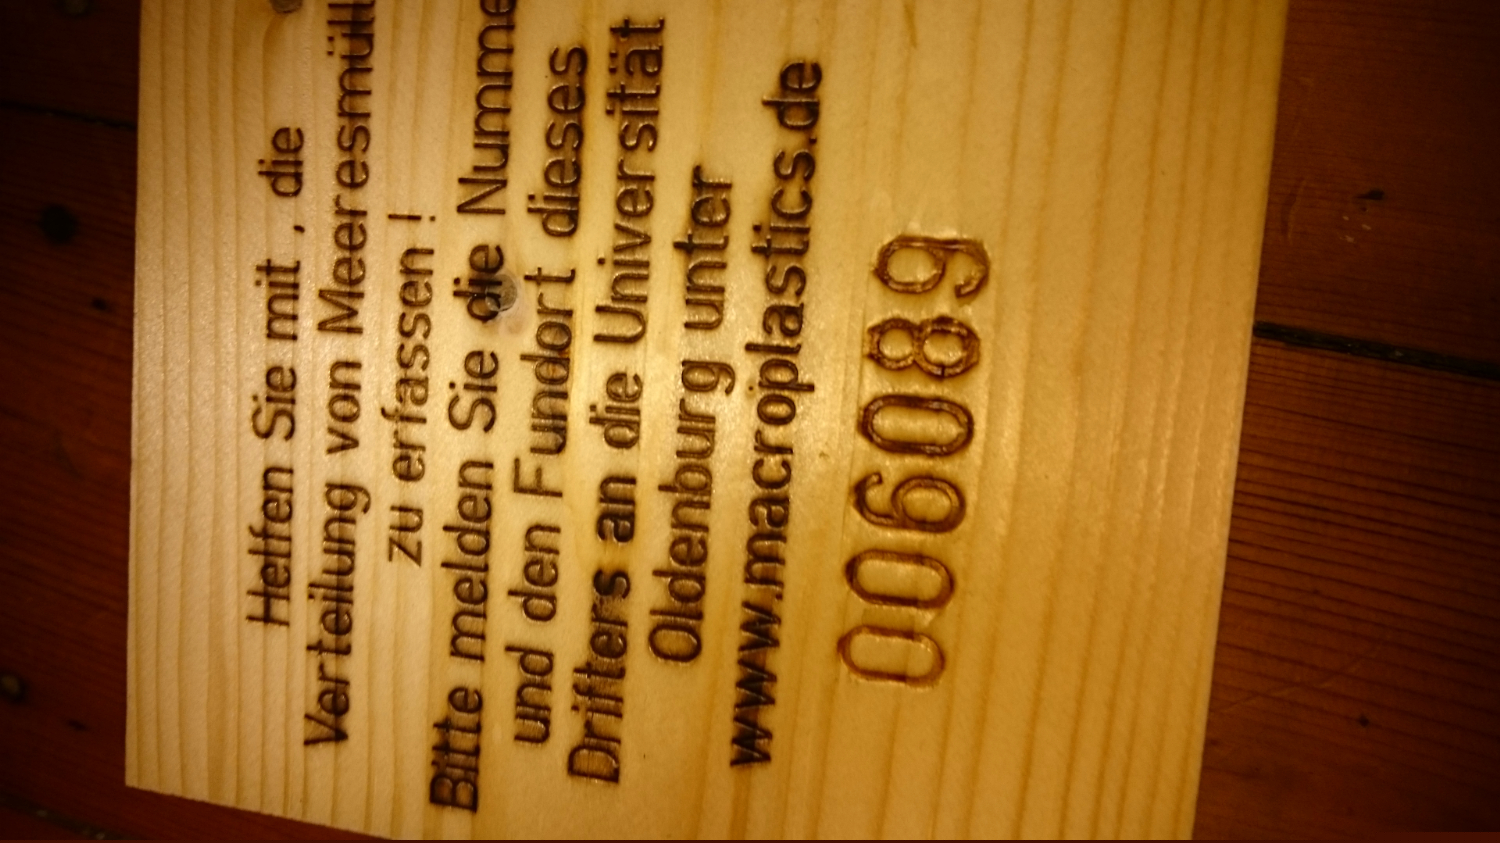 Helfen Sie mit , die
Verteilung von Meeresmüll
zu erfassen !
Bitte melden Sie die Numme
und den Fundort dieses
Drifters an die Universität
Oldenburg unter
www.macroplastics.de
006089